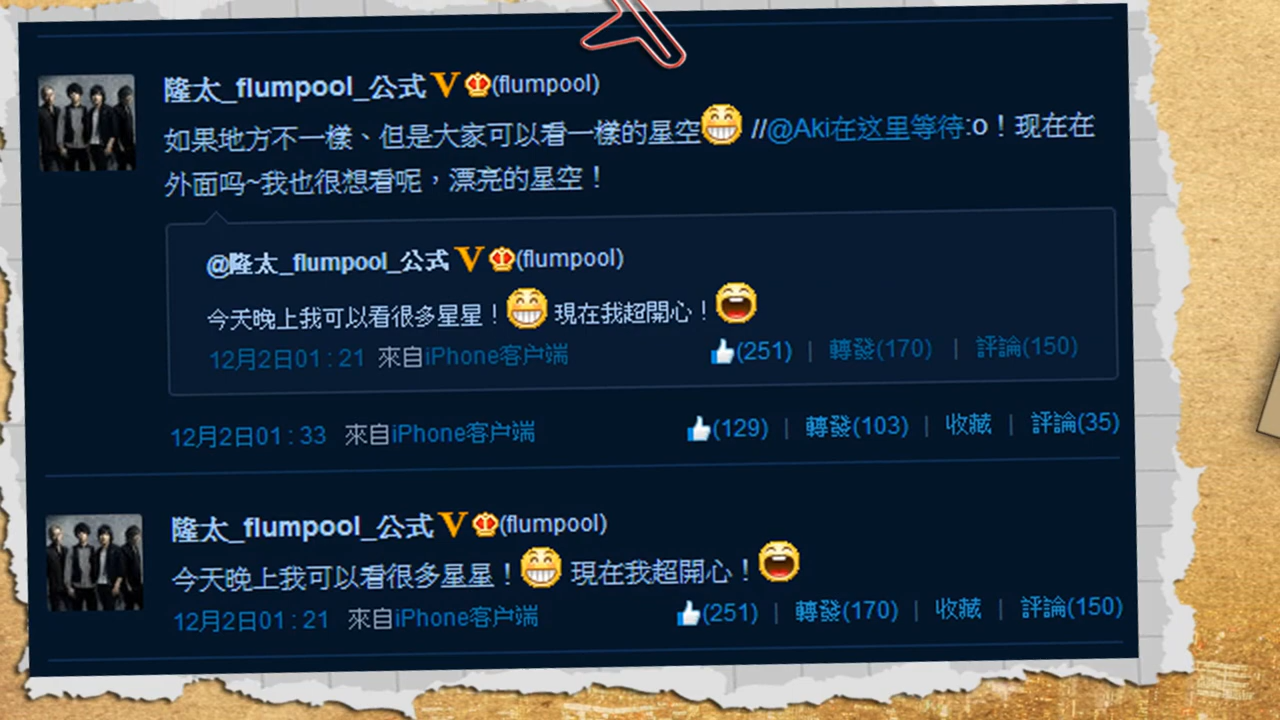 隆太_flumpool_公式 V (flumpool)
如果地方不一樣、但是大家可以看一樣的星空 //@Aki在这里等待:o！现在在
外面吗~我也很想看呢，漂亮的星空！
@隆太_flumpool_公式 V (flumpool)
今天晚上我可以看很多星星！ 現在我超開心！
12月2日01：21 來自iPhone客户端 (251) | 轉發(170) | 評論(150)
12月2日01：33 來自iPhone客户端 (129) | 轉發(103) | 收藏 | 評論(35)
隆太_flumpool_公式 V (flumpool)
今天晚上我可以看很多星星！ 現在我超開心！
12月2日01：21 來自iPhone客户端 (251) | 轉發(170) | 收藏 | 評論(150)